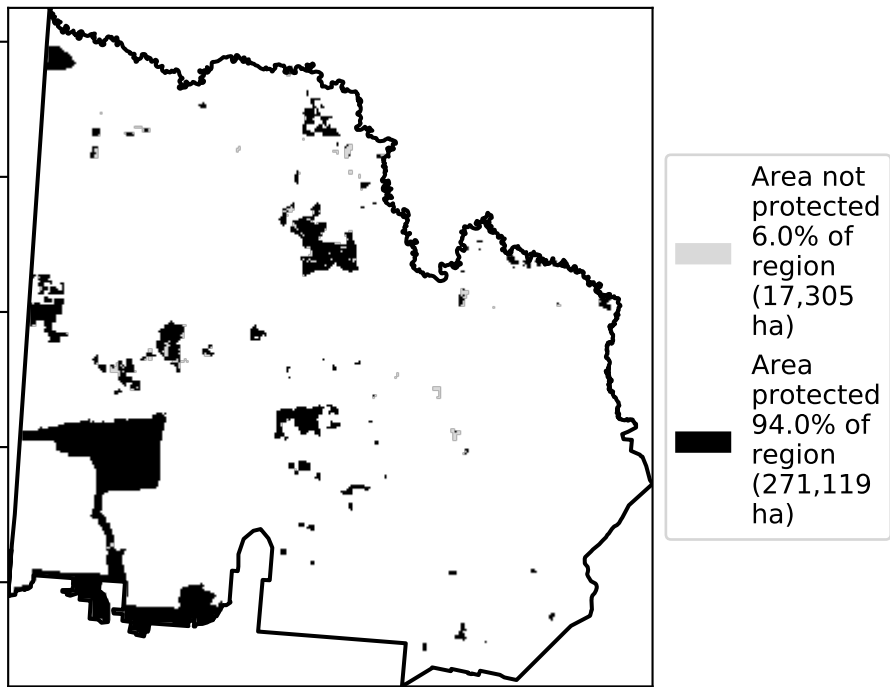 Area not
protected
6.0% of
region
(17,305
ha)
Area
protected
94.0% of
region
(271,119
ha)